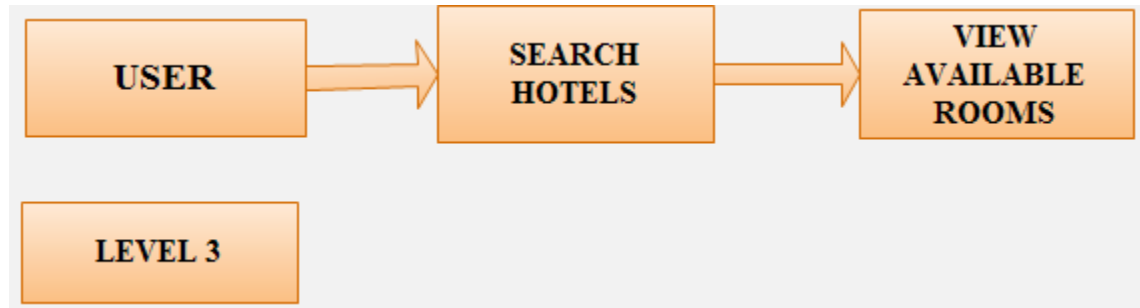 USER
SEARCH
HOTELS
VIEW
AVAILABLE
ROOMS
LEVEL 3